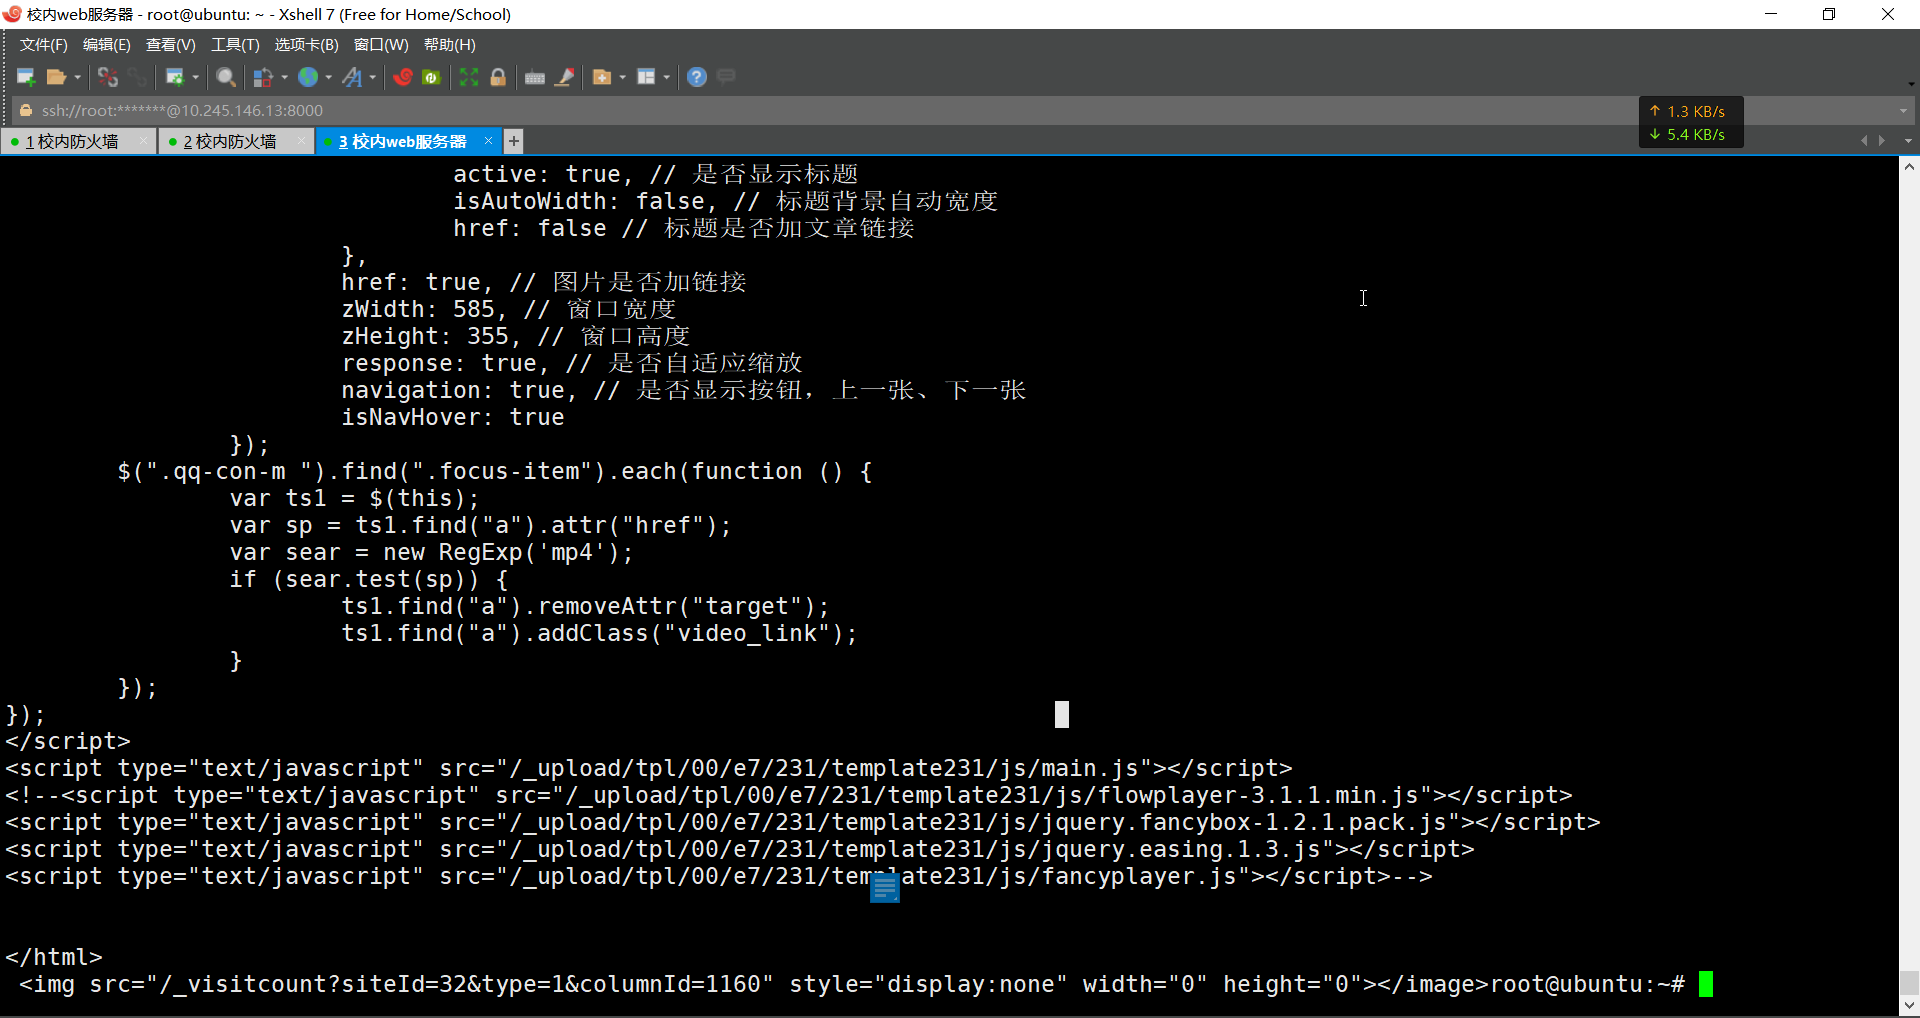 校内web服务器 - root@ubuntu: ~ - Xshell 7 (Free for Home/School)
文件(F) 编辑(E) 查看(V) 工具(T) 选项卡(B) 窗口(W) 帮助(H)
ssh://root:*******@10.245.146.13:8000
↑ 1.3 KB/s
↓ 5.4 KB/s
1 校内防火墙 × 2 校内防火墙 × 3 校内web服务器 × +
active: true, // 是否显示标题
isAutoWidth: false, // 标题背景自动宽度
href: false // 标题是否加文章链接
},
href: true, // 图片是否加链接
zWidth: 585, // 窗口宽度
zHeight: 355, // 窗口高度
response: true, // 是否自适应缩放
navigation: true, // 是否显示按钮，上一张、下一张
isNavHover: true
});
$(".qq-con-m ").find(".focus-item").each(function () {
var ts1 = $(this);
var sp = ts1.find("a").attr("href");
var sear = new RegExp('mp4');
if (sear.test(sp)) {
ts1.find("a").removeAttr("target");
ts1.find("a").addClass("video_link");
}
});
});
</script>
<script type="text/javascript" src="/_upload/tpl/00/e7/231/template231/js/main.js"></script>
<!--<script type="text/javascript" src="/_upload/tpl/00/e7/231/template231/js/flowplayer-3.1.1.min.js"></script>
<script type="text/javascript" src="/_upload/tpl/00/e7/231/template231/js/jquery.fancybox-1.2.1.pack.js"></script>
<script type="text/javascript" src="/_upload/tpl/00/e7/231/template231/js/jquery.easing.1.3.js"></script>
<script type="text/javascript" src="/_upload/tpl/00/e7/231/template231/js/fancyplayer.js"></script>-->
</html>
<img src="/_visitcount?siteId=32&type=1&columnId=1160" style="display:none" width="0" height="0"></image>root@ubuntu:~#